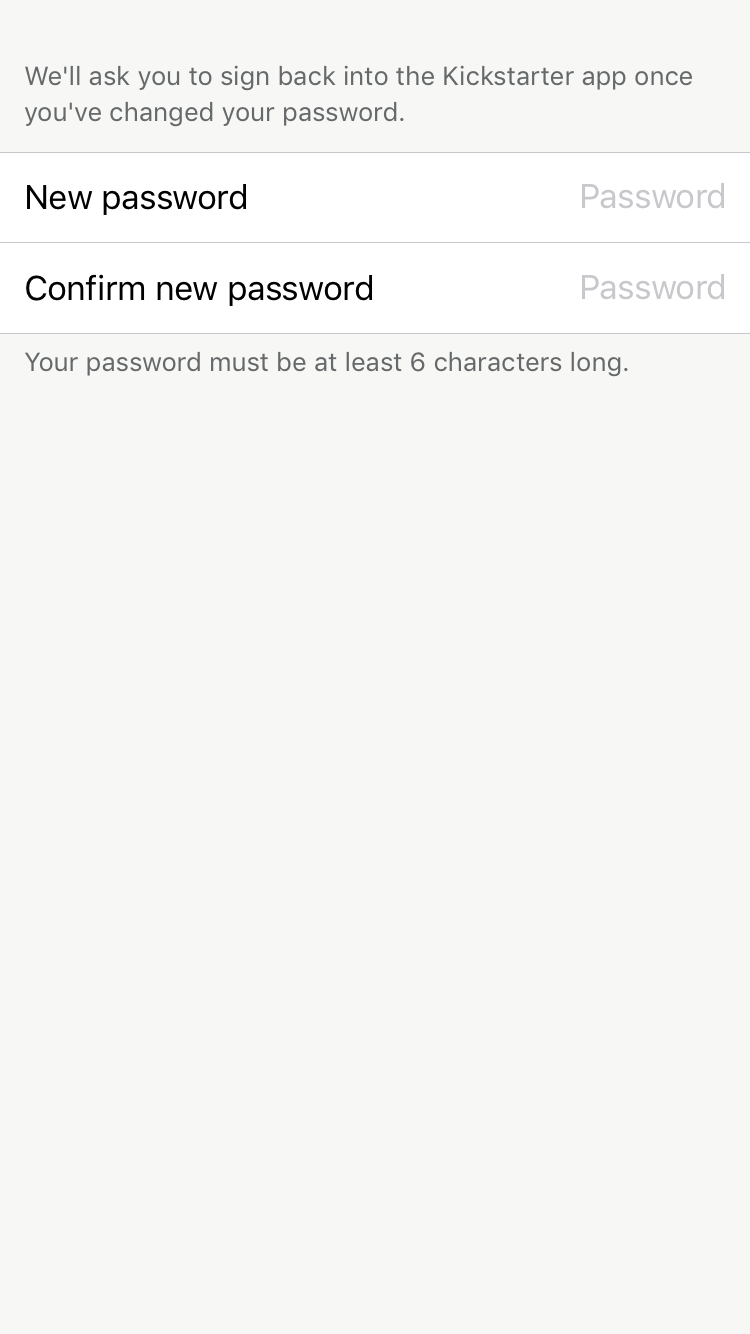 We'll ask you to sign back into the Kickstarter app once
you've changed your password.
New password Password
Confirm new password Password
Your password must be at least 6 characters long.